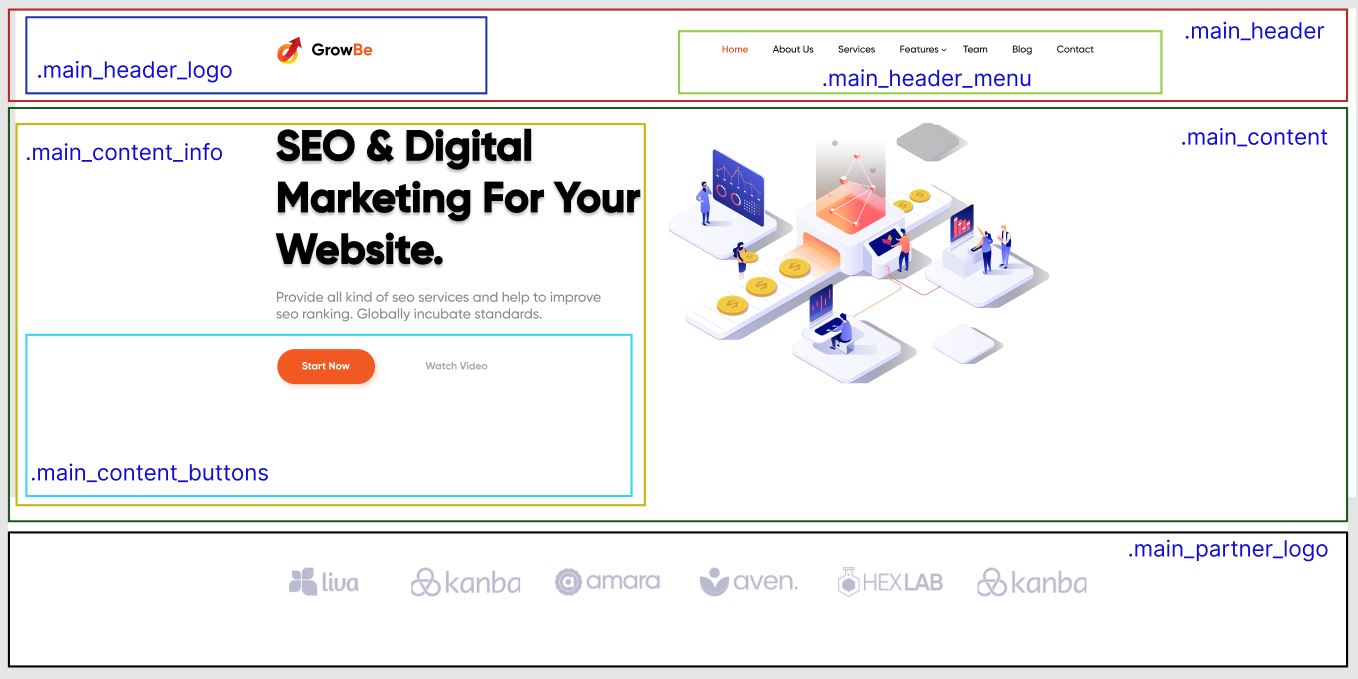 GrowBe
.main_header_logo
Home About Us Services Features Team Blog Contact
.main_header_menu
.main_header
.main_content_info
SEO & Digital
Marketing For Your
Website.
Provide all kind of seo services and help to improve
seo ranking. Globally incubate standards.
Start Now Watch Video
.main_content_buttons
.main_content
.main_partner_logo
liva kanba amara aven. HEXLAB kanba